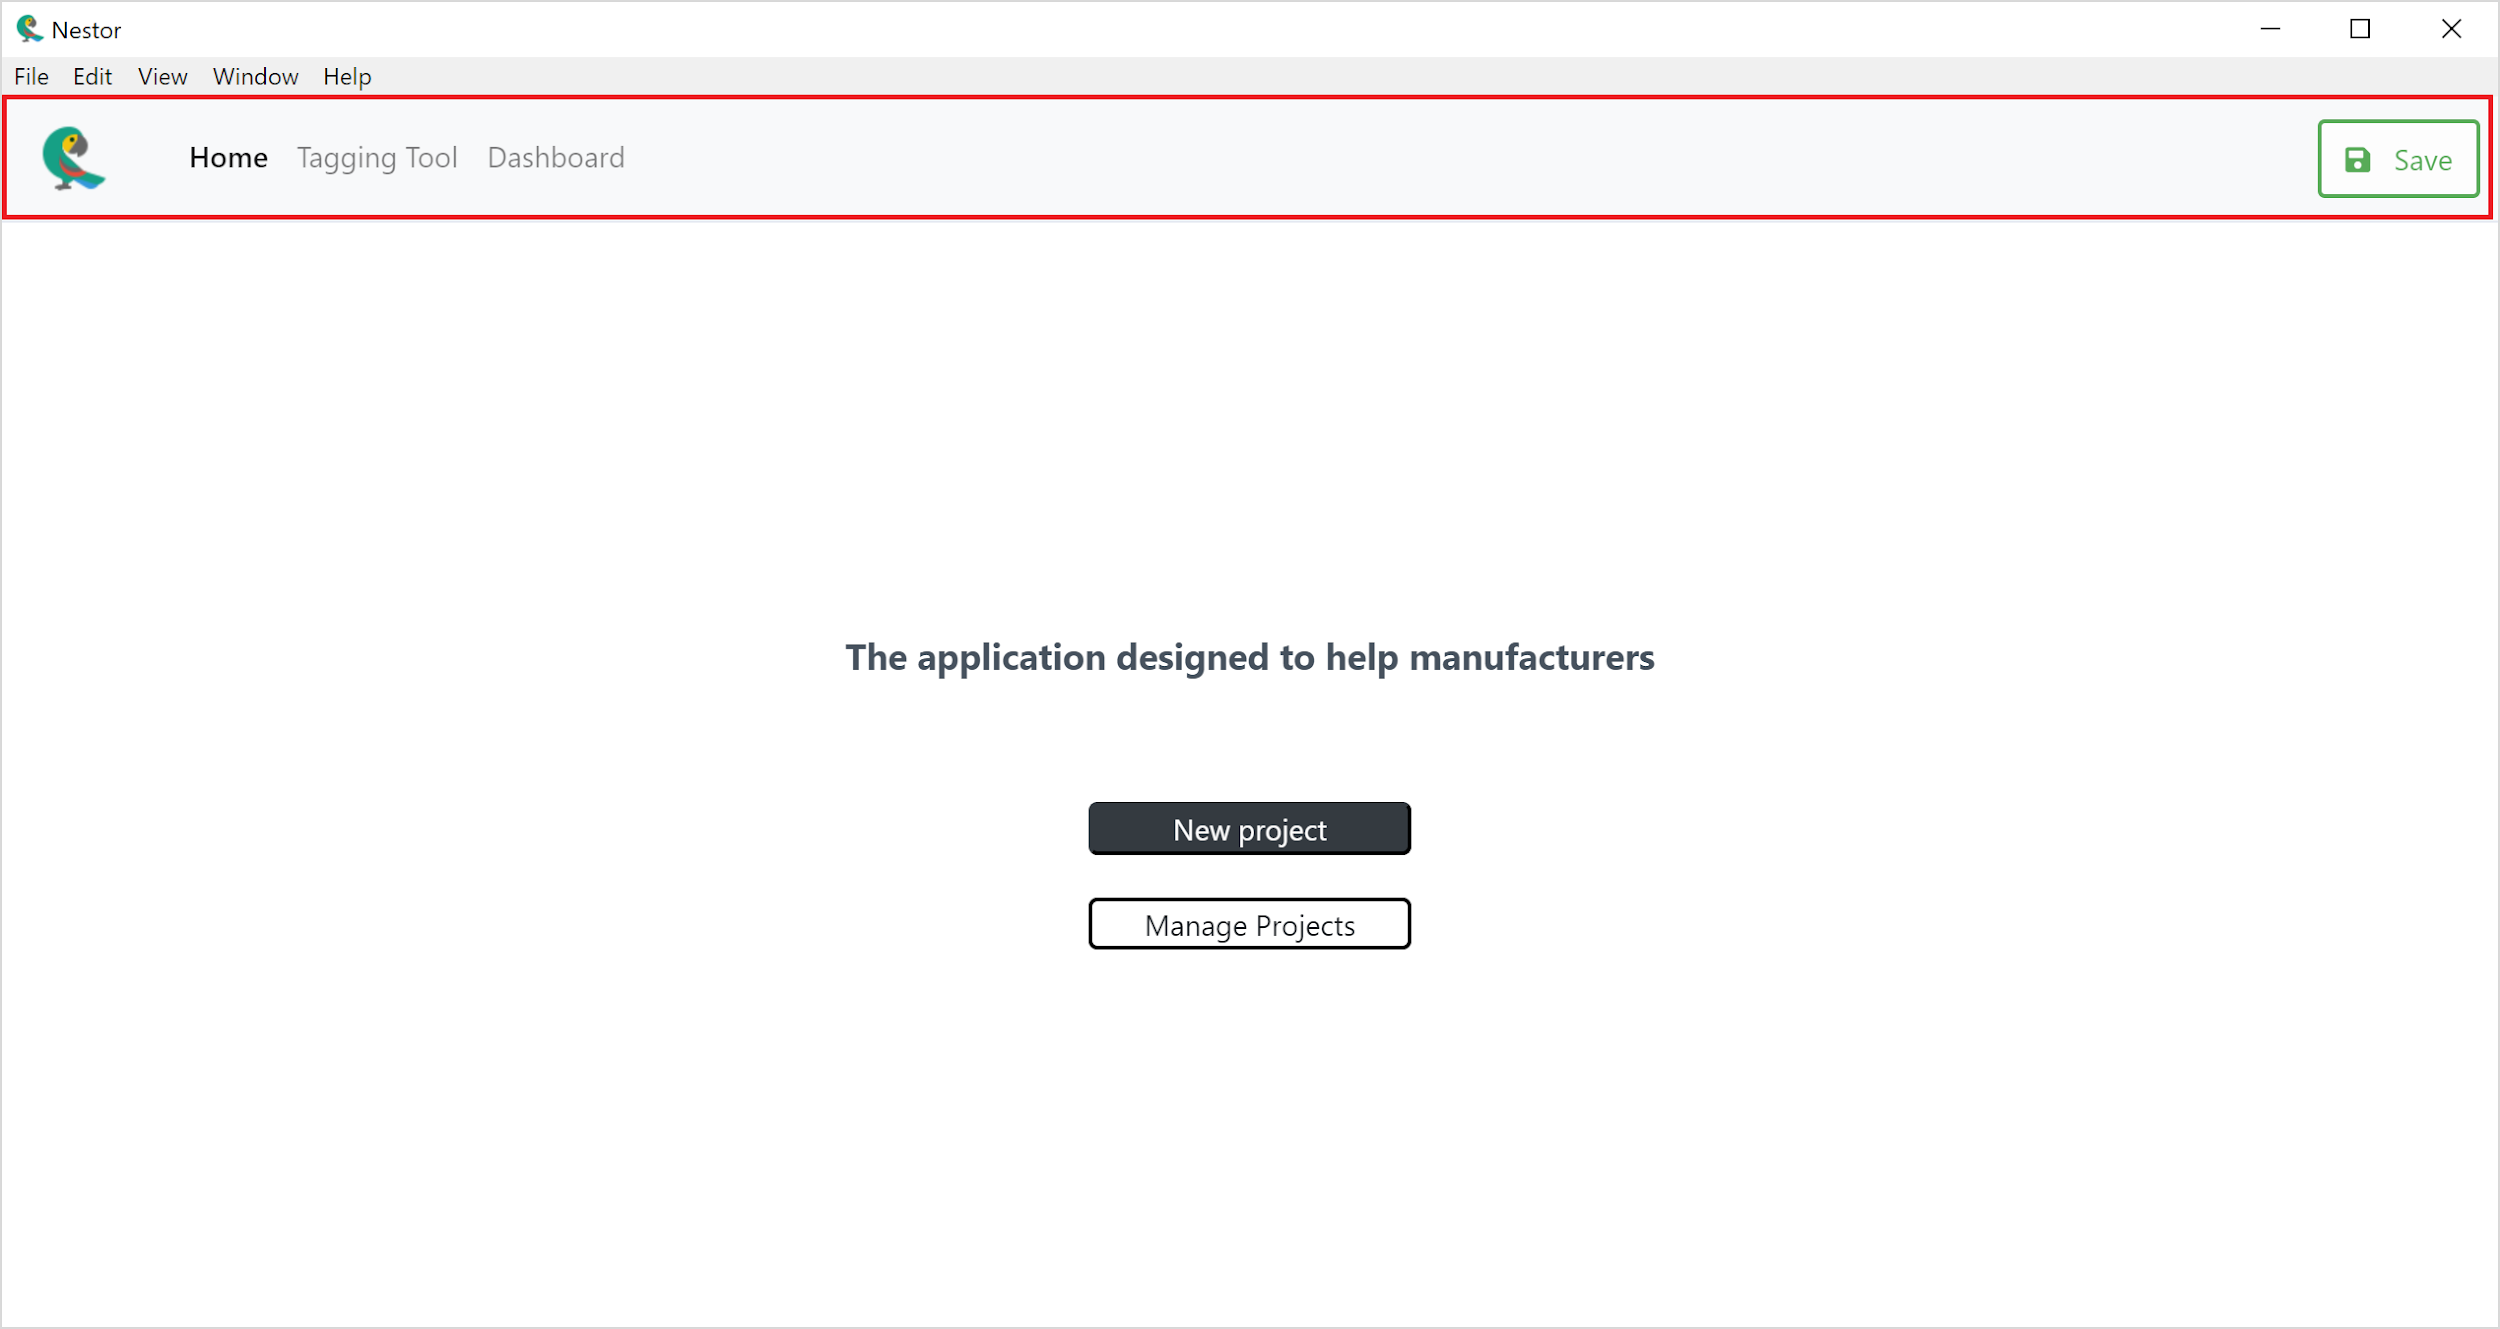 Nestor
File Edit View Window Help
Home Tagging Tool Dashboard Save
The application designed to help manufacturers
New project
Manage Projects